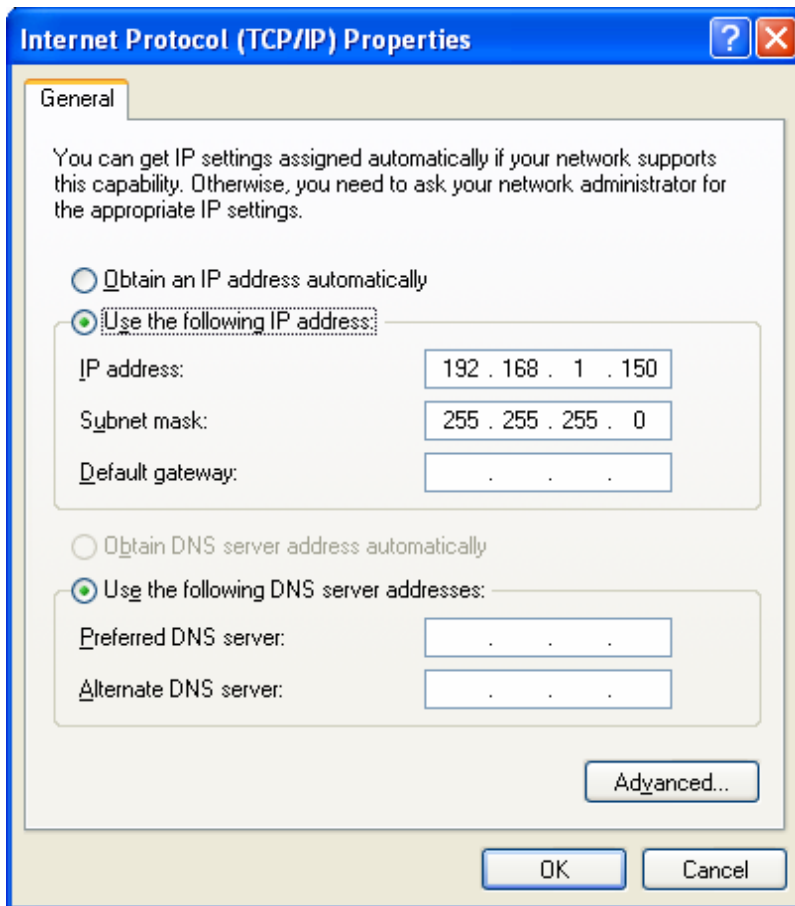 Internet Protocol (TCP/IP) Properties
General
You can get IP settings assigned automatically if your network supports
this capability. Otherwise, you need to ask your network administrator for
the appropriate IP settings.
Obtain an IP address automatically
Use the following IP address:
IP address: 192 . 168 . 1 . 150
Subnet mask: 255 . 255 . 255 . 0
Default gateway: . . .
Obtain DNS server address automatically
Use the following DNS server addresses:
Preferred DNS server: . . .
Alternate DNS server: . . .
Advanced...
OK Cancel